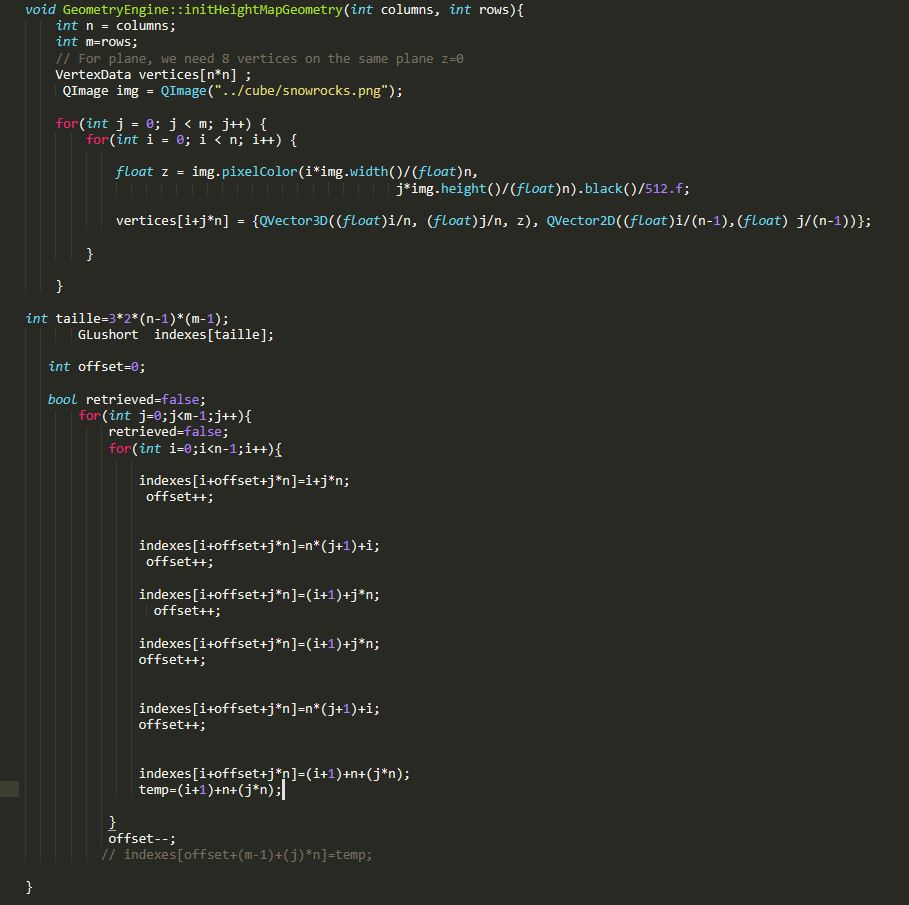 void GeometryEngine::initHeightMapGeometry(int columns, int rows){
int n = columns;
int m=rows;
// For plane, we need 8 vertices on the same plane z=0
VertexData vertices[n*n] ;
QImage img = QImage("../cube/snowrocks.png");
for(int j = 0; j < m; j++) {
for(int i = 0; i < n; i++) {
float z = img.pixelColor(i*img.width()/(float)n,
j*img.height()/(float)n).black()/512.f;
vertices[i+j*n] = {QVector3D((float)i/n, (float)j/n, z), QVector2D((float)i/(n-1),(float) j/(n-1))};
}
}
int taille=3*2*(n-1)*(m-1);
GLushort  indexes[taille];
int offset=0;
bool retrieved=false;
for(int j=0;j<m-1;j++){
retrieved=false;
for(int i=0;i<n-1;i++){
indexes[i+offset+j*n]=i+j*n;
offset++;
indexes[i+offset+j*n]=n*(j+1)+i;
offset++;
indexes[i+offset+j*n]=(i+1)+j*n;
offset++;
indexes[i+offset+j*n]=(i+1)+j*n;
offset++;
indexes[i+offset+j*n]=n*(j+1)+i;
offset++;
indexes[i+offset+j*n]=(i+1)+n+(j*n);
temp=(i+1)+n+(j*n);
}
offset--;
// indexes[offset+(m-1)+(j)*n]=temp;
}